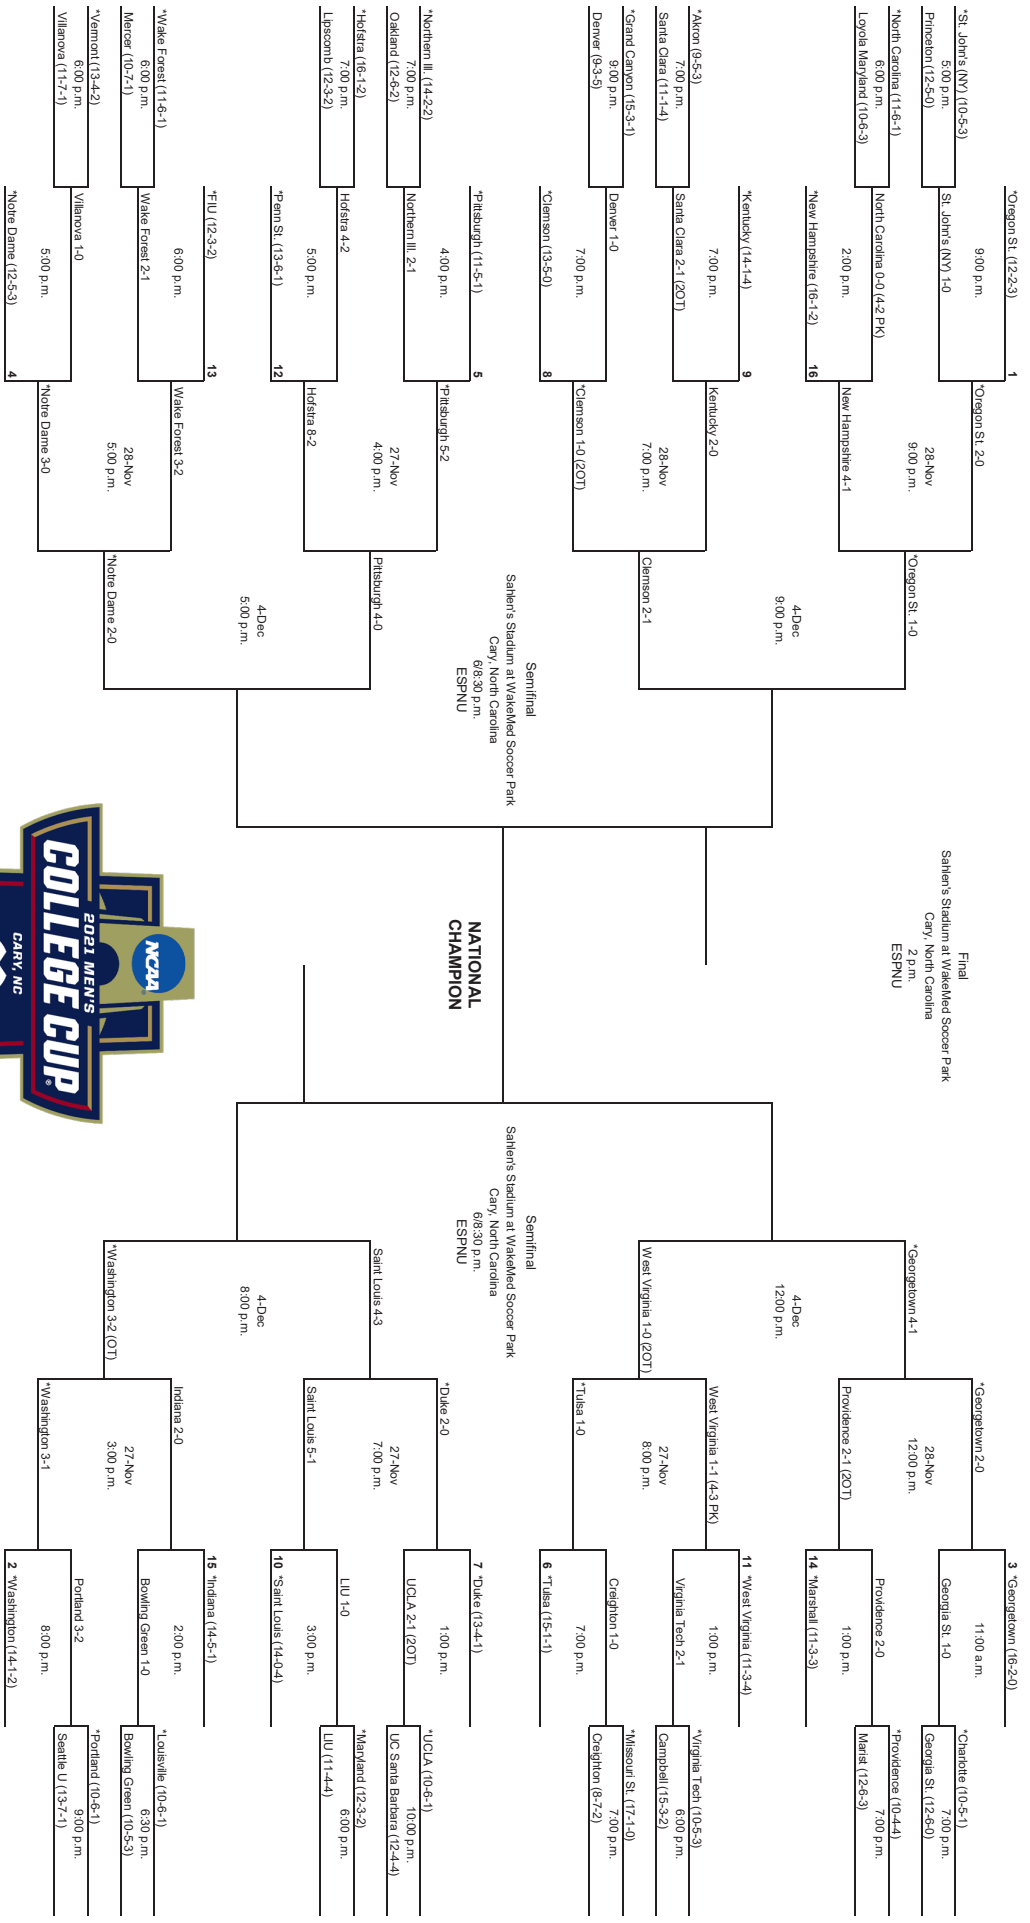 *St. John's (NY) (10-5-3)
5:00 p.m.
Princeton (12-5-0)
*North Carolina (11-6-1)
6:00 p.m.
Loyola Maryland (10-6-3)
*Akron (9-5-3)
7:00 p.m.
Santa Clara (11-1-4)
*Grand Canyon (15-3-1)
9:00 p.m.
Denver (9-3-5)
*Northern Ill. (14-2-2)
7:00 p.m.
Oakland (12-6-2)
*Hofstra (16-1-2)
7:00 p.m.
Lipscomb (12-3-2)
*Wake Forest (11-6-1)
6:00 p.m.
Mercer (10-7-1)
*Vermont (13-4-2)
6:00 p.m.
Villanova (11-7-1)
*Oregon St. (12-2-3)
1
9:00 p.m.
St. John's (NY) 1-0
North Carolina 0-0 (4-2 PK)
2:00 p.m.
*New Hampshire (16-1-2)
16
*Kentucky (14-1-4)
9
7:00 p.m.
Santa Clara 2-1 (2OT)
Denver 1-0
7:00 p.m.
*Clemson (13-5-0)
8
*Pittsburgh (11-5-1)
5
4:00 p.m.
Northern Ill. 2-1
Hofstra 4-2
5:00 p.m.
*Penn St. (13-6-1)
12
*FIU (12-3-2)
13
6:00 p.m.
Wake Forest 2-1
Villanova 1-0
5:00 p.m.
*Notre Dame (12-5-3)
4
*Oregon St. 2-0
28-Nov
9:00 p.m.
New Hampshire 4-1
Kentucky 2-0
28-Nov
7:00 p.m.
*Clemson 1-0 (2OT)
*Pittsburgh 5-2
27-Nov
4:00 p.m.
Hofstra 8-2
Wake Forest 3-2
28-Nov
5:00 p.m.
*Notre Dame 3-0
*Oregon St. 1-0
4-Dec
9:00 p.m.
Clemson 2-1
Pittsburgh 4-0
4-Dec
5:00 p.m.
*Notre Dame 2-0
Semifinal
Sahlen's Stadium at WakeMed Soccer Park
Cary, North Carolina
6/8:30 p.m.
ESPNU
Final
Sahlen's Stadium at WakeMed Soccer Park
Cary, North Carolina
2 p.m.
ESPNU
NATIONAL
CHAMPION
NCAA
2021 MEN'S
COLLEGE CUP
CARY, NC
Semifinal
Sahlen's Stadium at WakeMed Soccer Park
Cary, North Carolina
6/8:30 p.m.
ESPNU
*Georgetown 4-1
4-Dec
12:00 p.m.
West Virginia 1-0 (2OT)
Saint Louis 4-3
4-Dec
8:00 p.m.
*Washington 3-2 (OT)
*Georgetown 2-0
28-Nov
12:00 p.m.
Providence 2-1 (2OT)
West Virginia 1-1 (4-3 PK)
27-Nov
8:00 p.m.
*Tulsa 1-0
*Duke 2-0
27-Nov
7:00 p.m.
Saint Louis 5-1
Indiana 2-0
27-Nov
3:00 p.m.
*Washington 3-1
3 *Georgetown (16-2-0)
11:00 a.m.
Georgia St. 1-0
Providence 2-0
1:00 p.m.
14 *Marshall (11-3-3)
11 *West Virginia (11-3-4)
1:00 p.m.
Virginia Tech 2-1
Creighton 1-0
7:00 p.m.
6 *Tulsa (15-1-1)
7 *Duke (13-4-1)
1:00 p.m.
UCLA 2-1 (2OT)
LIU 1-0
3:00 p.m.
10 *Saint Louis (14-0-4)
15 *Indiana (14-5-1)
2:00 p.m.
Bowling Green 1-0
Portland 3-2
8:00 p.m.
2 *Washington (14-1-2)
*Charlotte (10-5-1)
7:00 p.m.
Georgia St. (12-6-0)
*Providence (10-4-4)
7:00 p.m.
Marist (12-6-3)
*Virginia Tech (10-5-3)
6:00 p.m.
Campbell (15-3-2)
*Missouri St. (17-1-0)
7:00 p.m.
Creighton (8-7-2)
*UCLA (10-6-1)
10:00 p.m.
UC Santa Barbara (12-4-4)
*Maryland (12-3-2)
6:00 p.m.
LIU (11-4-4)
*Louisville (10-6-1)
6:30 p.m.
Bowling Green (10-5-3)
*Portland (10-6-1)
9:00 p.m.
Seattle U (13-7-1)